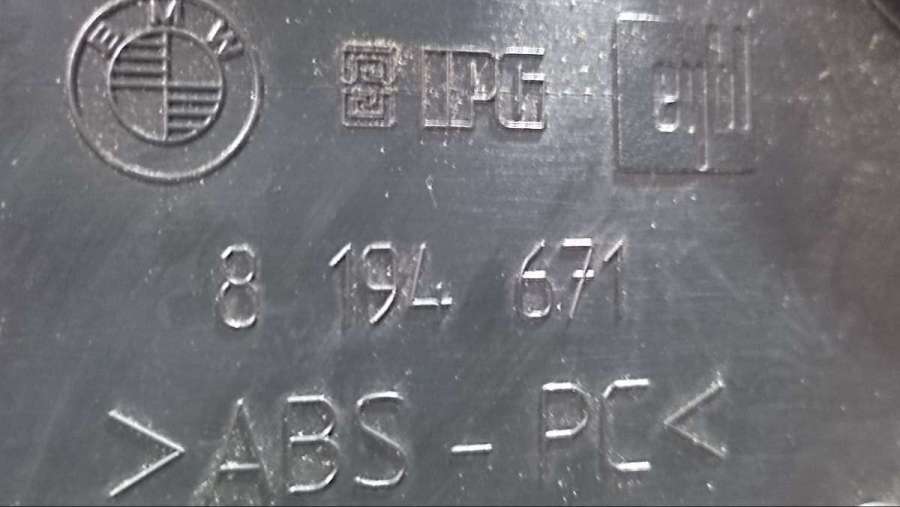 BMW IPG
8 194 671
>ABS-PC<